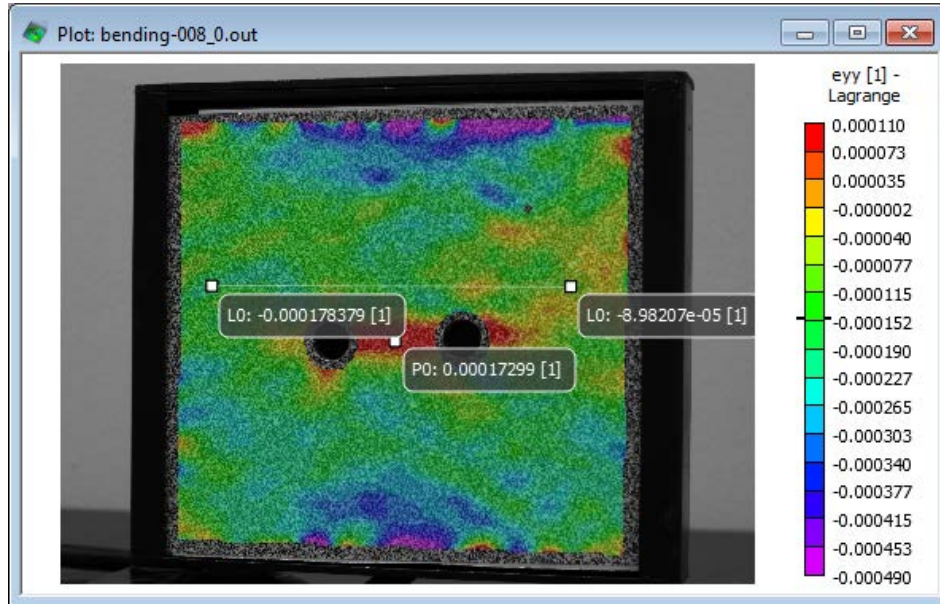 Plot: bending-008_0.out
eyy [1] -
Lagrange
0.000110
0.000073
0.000035
-0.000002
-0.000040
-0.000077
-0.000115
-0.000152
-0.000190
-0.000227
-0.000265
-0.000303
-0.000340
-0.000377
-0.000415
-0.000453
-0.000490
L0: -0.000178379 [1]
L0: -8.98207e-05 [1]
P0: 0.00017299 [1]